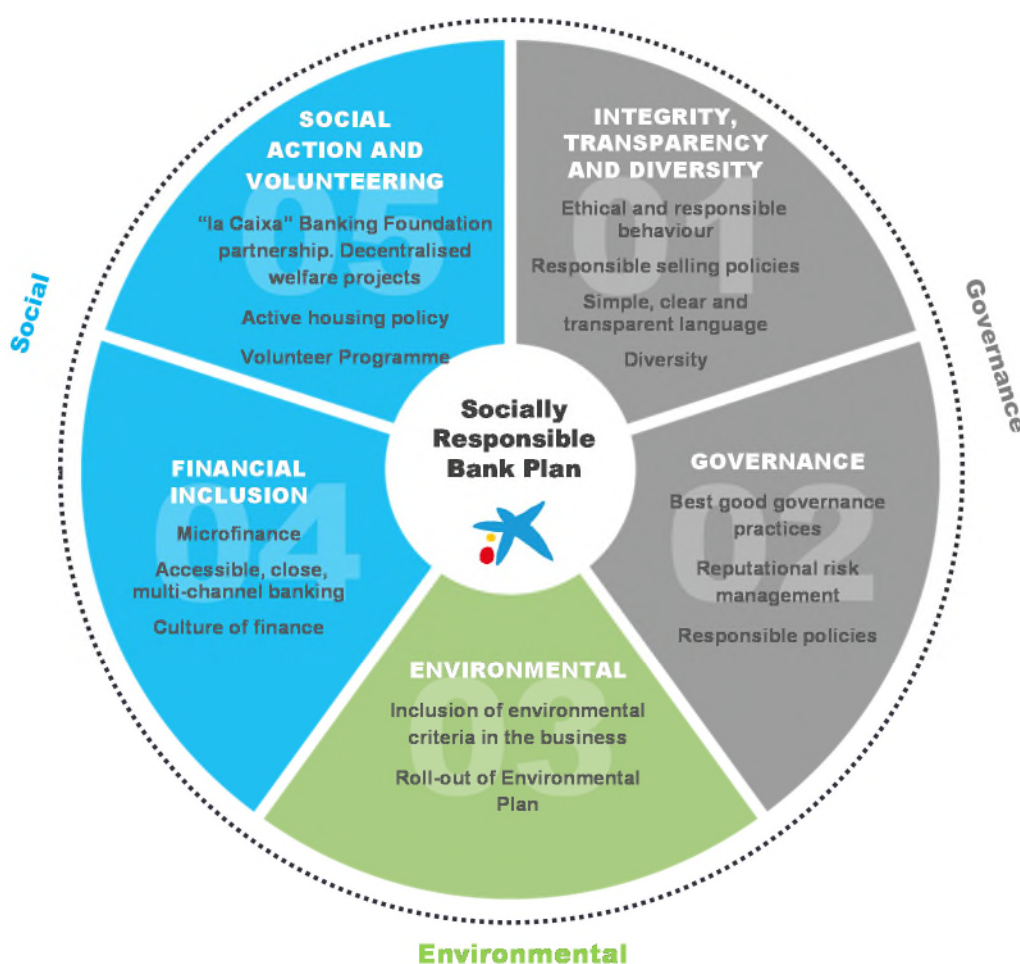 INTEGRITY,
TRANSPARENCY
AND DIVERSITY
01
Ethical and responsible
behaviour
Responsible selling policies
Simple, clear and
transparent language
Diversity
GOVERNANCE
02
Best good governance
practices
Reputational risk
management
Responsible policies
ENVIRONMENTAL
03
Inclusion of environmental
criteria in the business
Roll-out of Environmental
Plan
FINANCIAL
INCLUSION
04
Microfinance
Accessible, close,
multi-channel banking
Culture of finance
SOCIAL
ACTION AND
VOLUNTEERING
05
“la Caixa” Banking Foundation
partnership. Decentralised
welfare projects
Active housing policy
Volunteer Programme
Socially
Responsible
Bank Plan
Social
Governance
Environmental